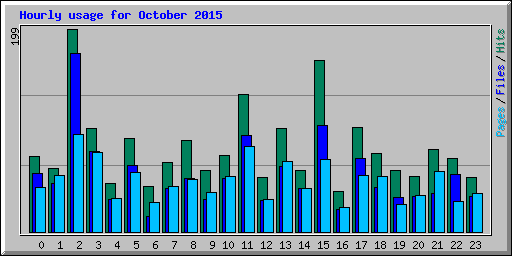 Hourly usage for October 2015
199
Pages / Files / Hits
0 1 2 3 4 5 6 7 8 9 10 11 12 13 14 15 16 17 18 19 20 21 22 23